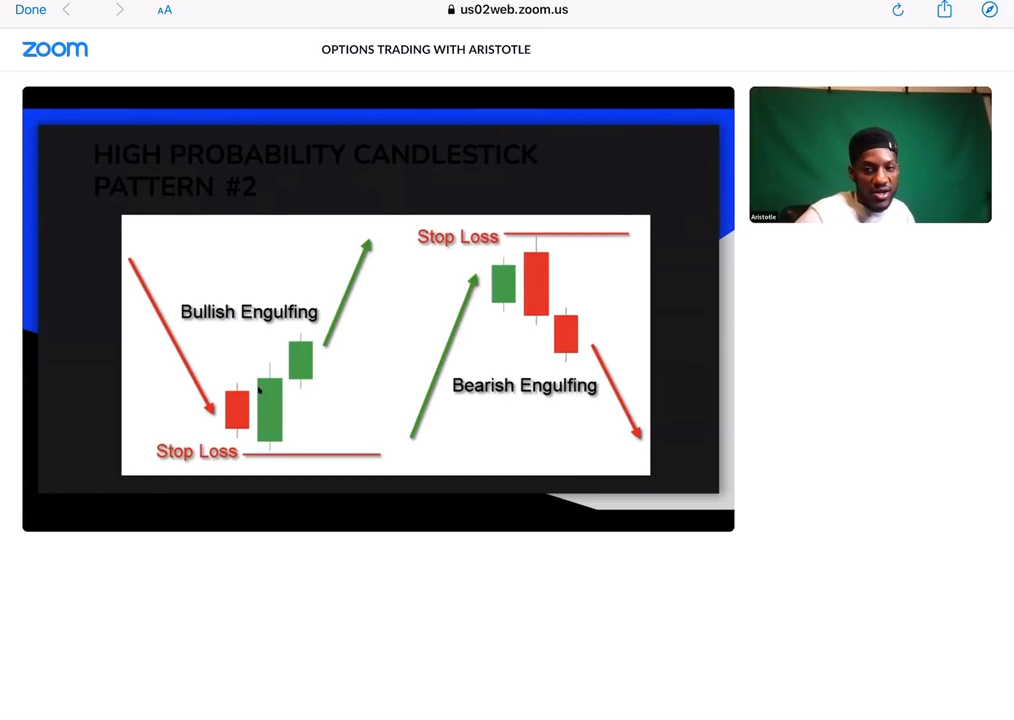 Done
AA
us02web.zoom.us
zoom
OPTIONS TRADING WITH ARISTOTLE
HIGH PROBABILITY CANDLESTICK
PATTERN #2
Stop Loss
Bullish Engulfing
Bearish Engulfing
Stop Loss
Aristotle